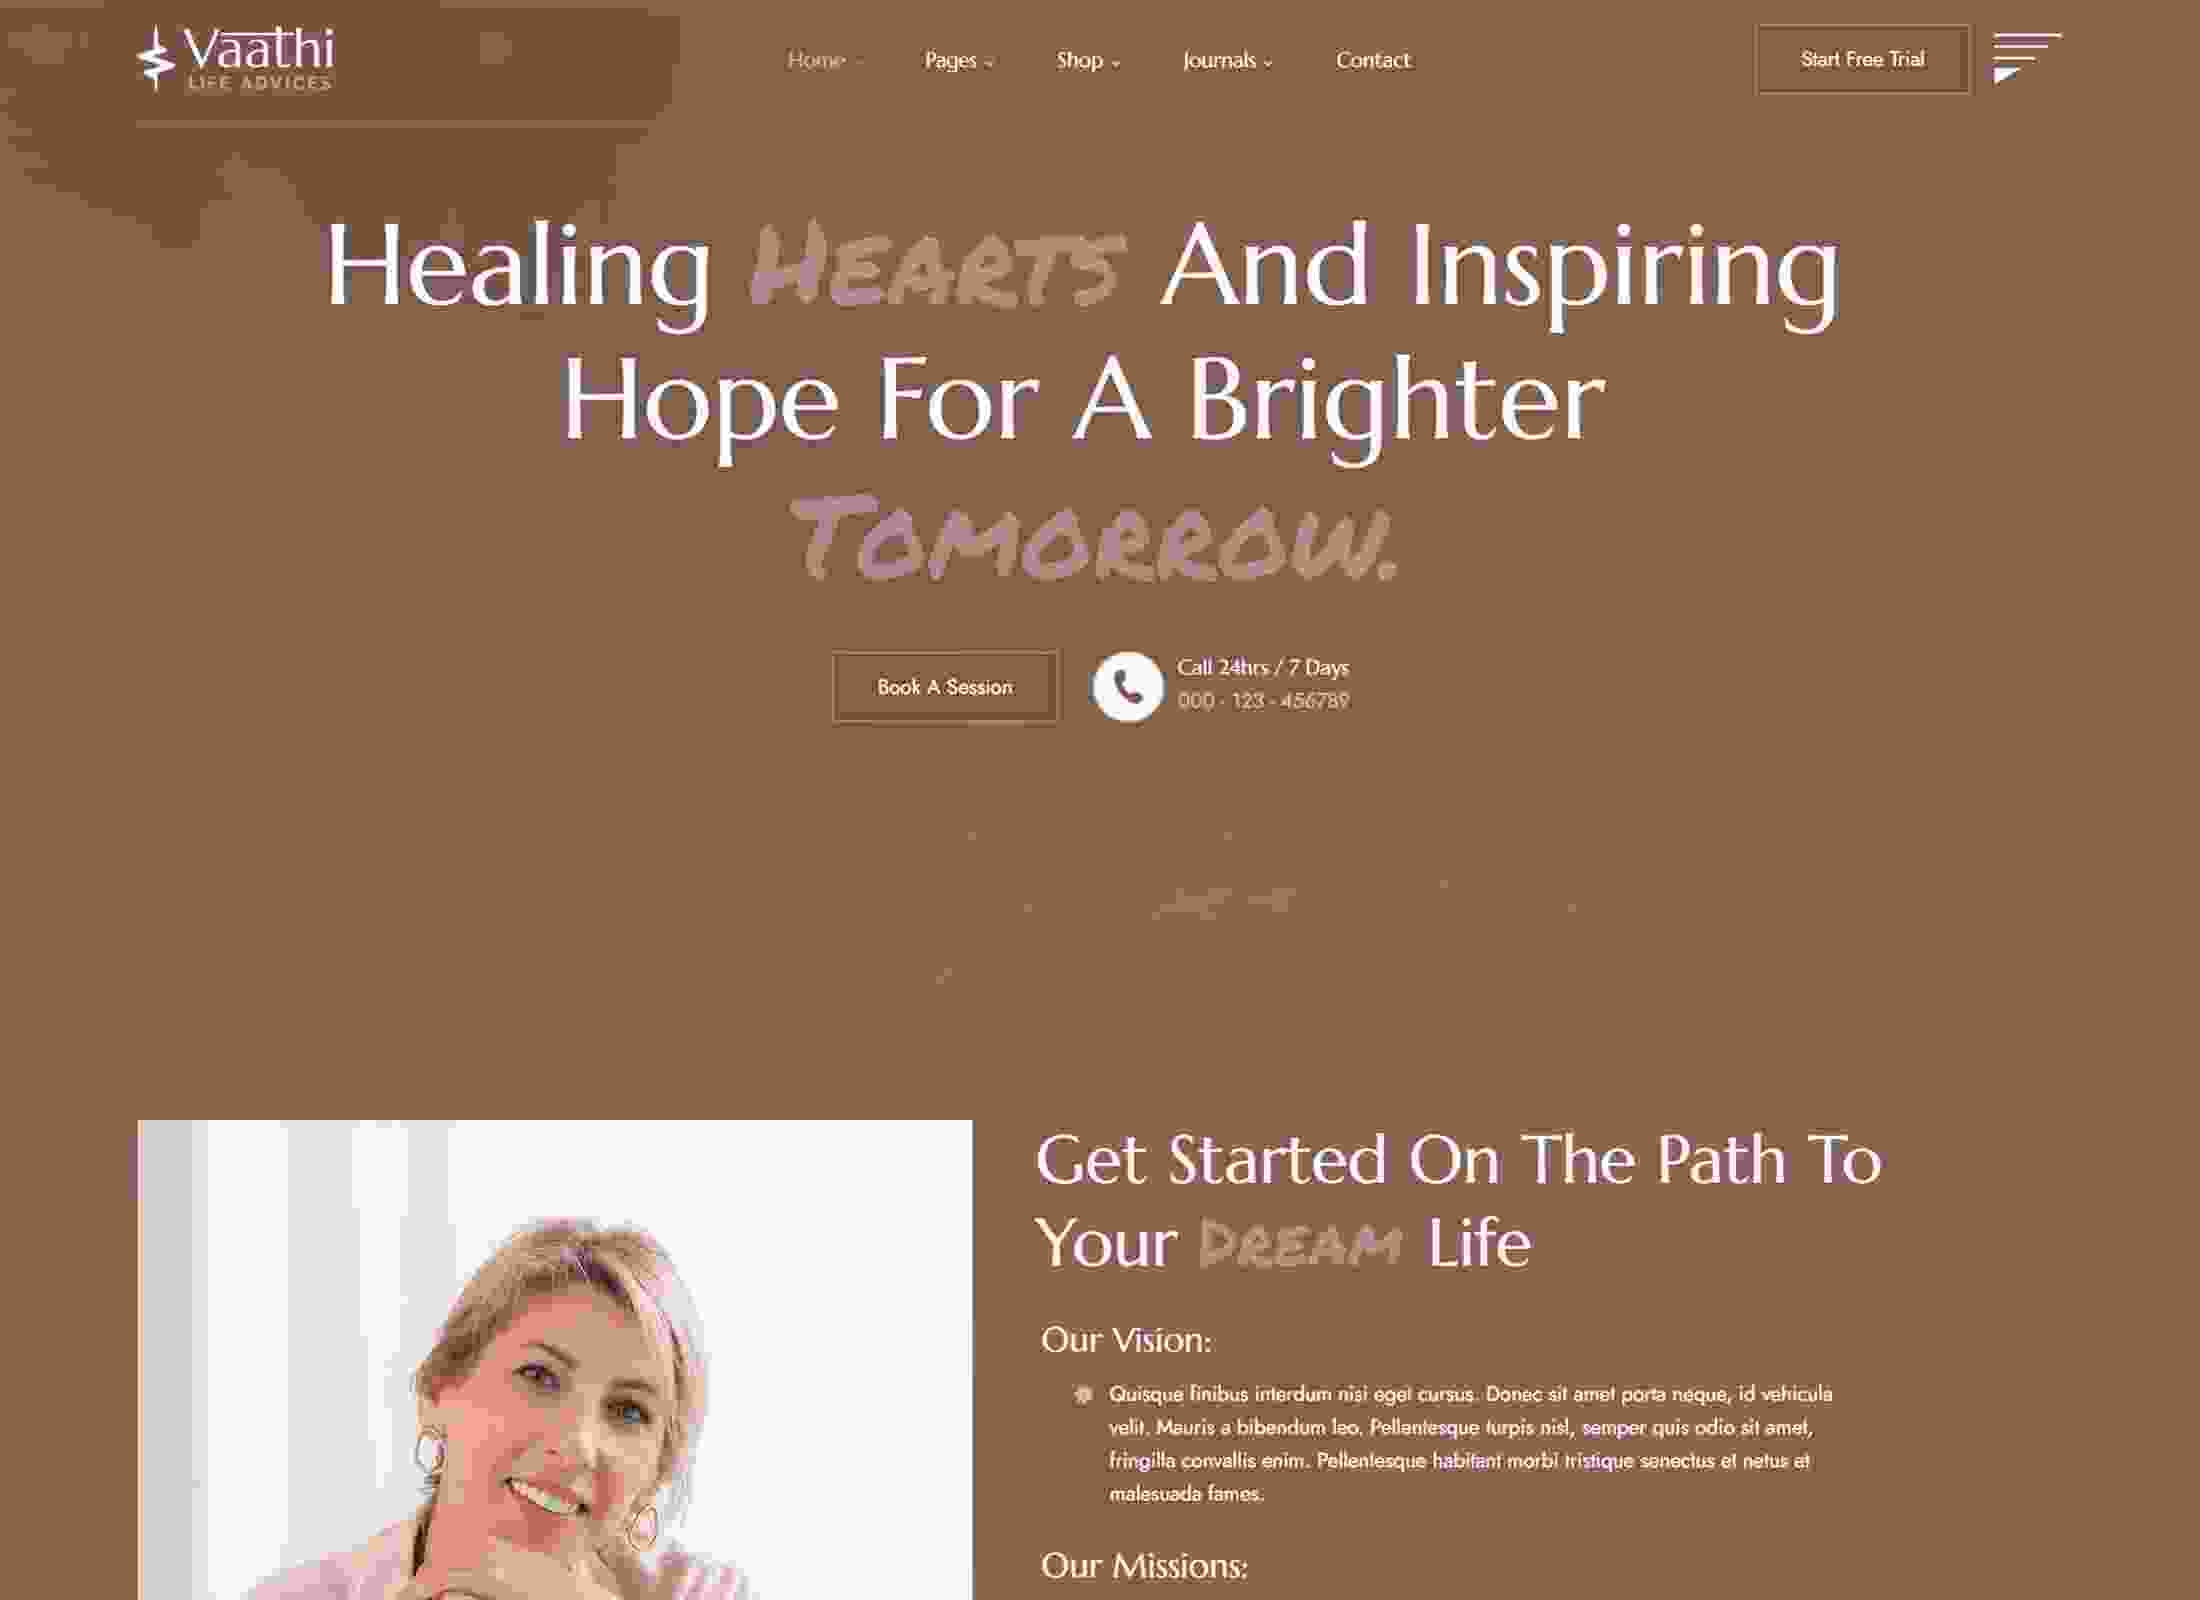 Vaathi
LIFE ADVICES
Home
Pages
Shop
Journals
Contact
Start Free Trial
Healing HEARTS And Inspiring
Hope For A Brighter
TOMORROW.
Book A Session
Call 24hrs / 7 Days
000 - 123 - 456789
Get Started On The Path To
Your DREAM Life
Our Vision:
Quisque finibus interdum nisi eget cursus. Donec sit amet porta neque, id vehicula
velit. Mauris a bibendum leo. Pellentesque turpis nisl, semper quis odio sit amet,
fringilla convallis enim. Pellentesque habitant morbi tristique senectus et netus et
malesuada fames.
Our Missions: